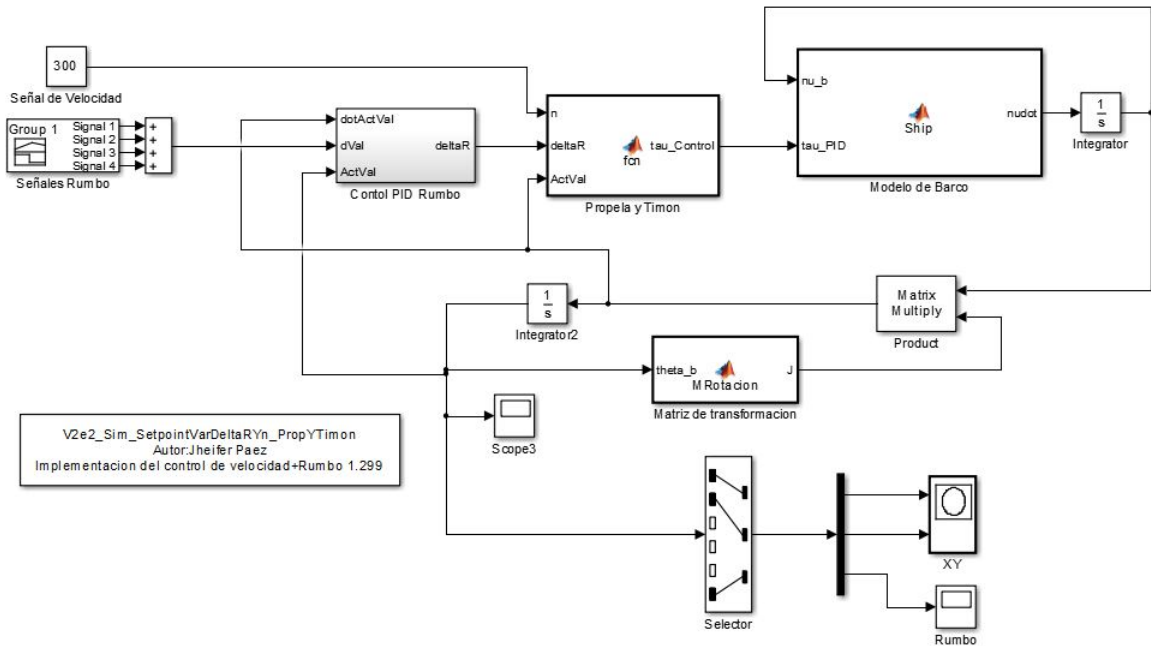 300
Señal de Velocidad
Group 1
Signal 1
Signal 2
Signal 3
Signal 4
+
+
+
+
Señales Rumbo
dotActVal
dVal
ActVal
deltaR
Contol PID Rumbo
n
deltaR
ActVal
fcn
tau_Control
Propela y Timon
nu_b
tau_PID
Ship
nudot
Modelo de Barco
1
s
Integrator
1
s
Integrator2
Matrix
Multiply
Product
theta_b
MRotacion
J
Matriz de transformacion
Scope3
V2e2_Sim_SetpointVarDeltaRYn_PropYTimon
Autor:Jheifer Paez
Implementacion del control de velocidad+Rumbo 1.299
Selector
XY
Rumbo